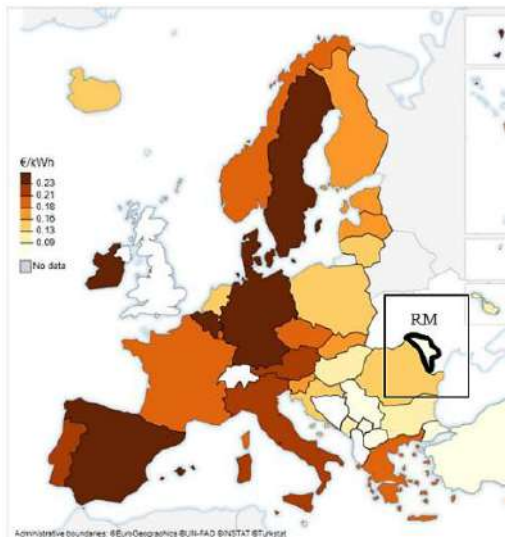 €/kWh
0.23
0.21
0.18
0.16
0.13
0.09
No data
RM
Administrative boundaries: ©EuroGeographics ©UN-FAO ©INSTAT ©Turkstat